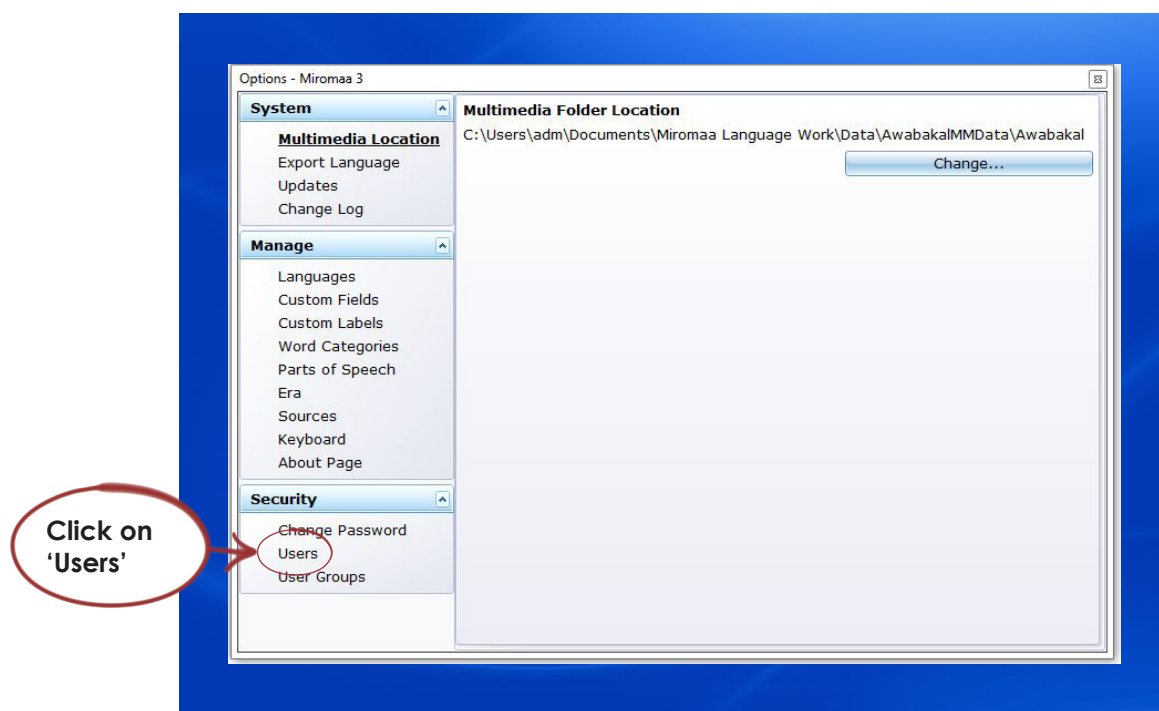 Options - Miromaa 3
System
Multimedia Location
Export Language
Updates
Change Log
Manage
Languages
Custom Fields
Custom Labels
Word Categories
Parts of Speech
Era
Sources
Keyboard
About Page
Security
Change Password
Users
User Groups
Multimedia Folder Location
C:\Users\adm\Documents\Miromaa Language Work\Data\AwabakalMMData\Awabakal
Change...
Click on
‘Users’